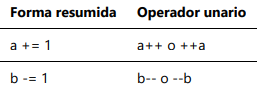 Forma resumida Operador unario
a += 1 a++ o ++a
b -= 1 b-- o --b